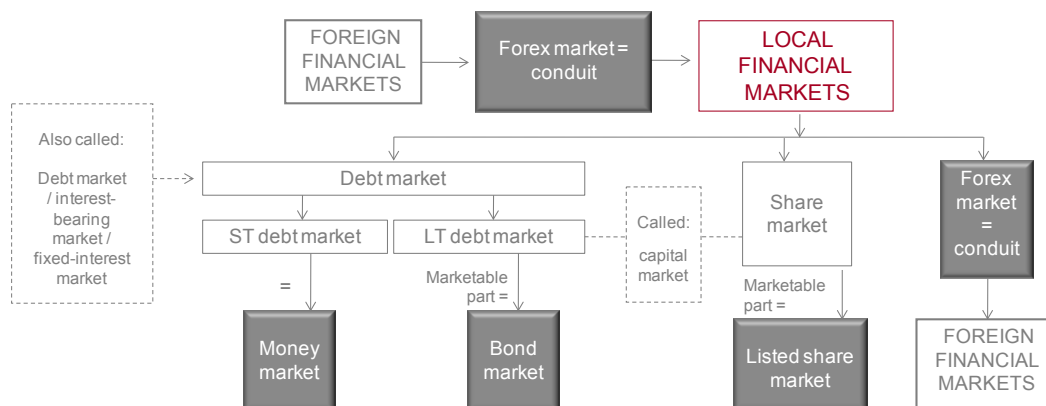 FOREIGN
FINANCIAL
MARKETS
Forex market =
conduit
LOCAL
FINANCIAL
MARKETS
Also called:
Debt market
/ interest-
bearing
market /
fixed-interest
market
Debt market
ST debt market
LT debt market
Called:
capital
market
Share
market
Forex
market
=
conduit
=
Marketable
part =
Marketable
part =
Money
market
Bond
market
Listed share
market
FOREIGN
FINANCIAL
MARKETS